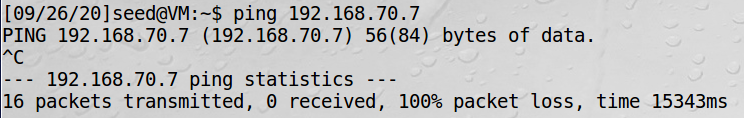 [09/26/20]seed@VM:~$ ping 192.168.70.7
PING 192.168.70.7 (192.168.70.7) 56(84) bytes of data.
^C
--- 192.168.70.7 ping statistics ---
16 packets transmitted, 0 received, 100% packet loss, time 15343ms